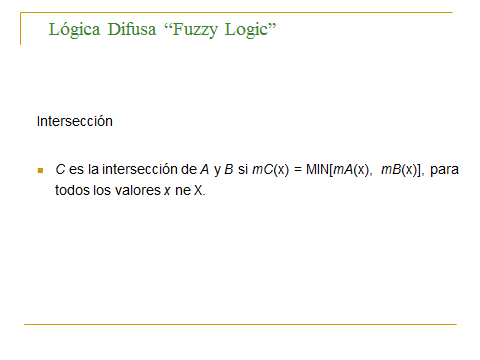 Lógica Difusa “Fuzzy Logic”
Intersección
C es la intersección de A y B si mC(x) = MIN[mA(x), mB(x)], para
todos los valores x ne X.